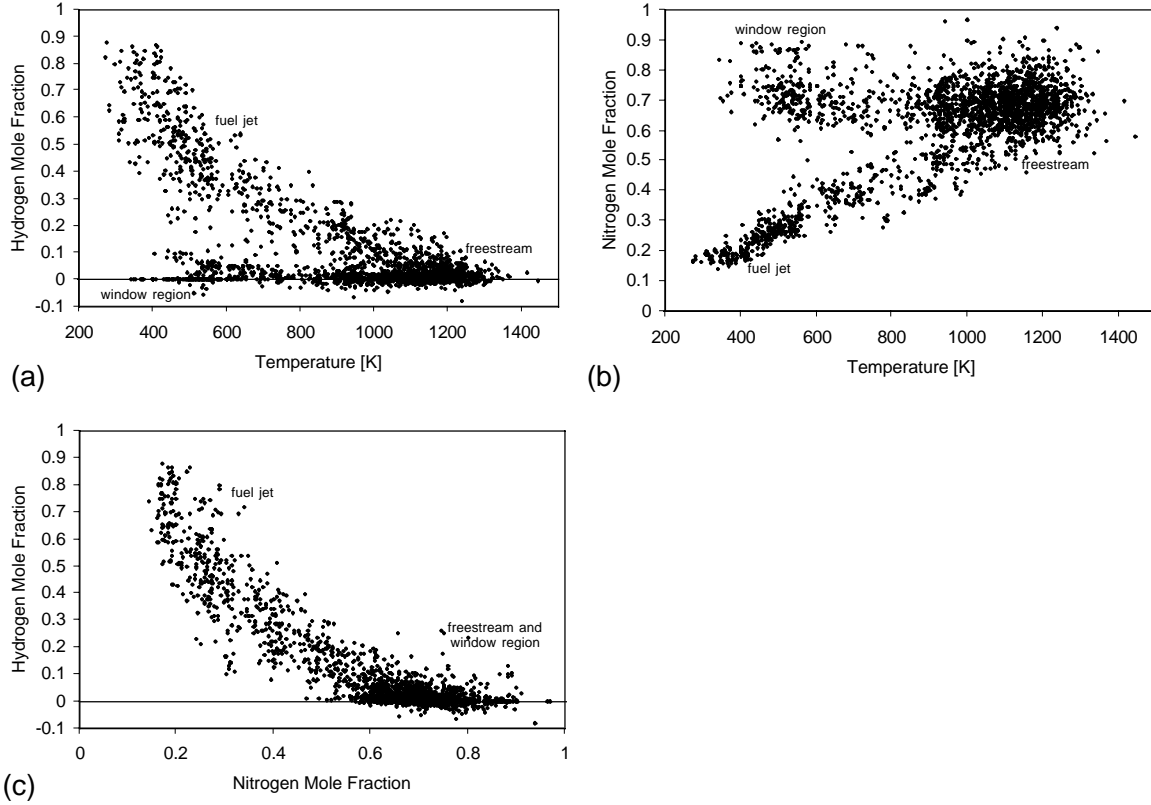 1
0.9
0.8
0.7
0.6
0.5
0.4
0.3
0.2
0.1
0
-0.1
Hydrogen Mole Fraction
fuel jet
freestream
window region
200 400 600 800 1000 1200 1400
Temperature [K]
(a)
1
0.9
0.8
0.7
0.6
0.5
0.4
0.3
0.2
0.1
0
Nitrogen Mole Fraction
window region
freestream
fuel jet
200 400 600 800 1000 1200 1400
Temperature [K]
(b)
1
0.9
0.8
0.7
0.6
0.5
0.4
0.3
0.2
0.1
0
-0.1
Hydrogen Mole Fraction
fuel jet
freestream and
window region
0 0.2 0.4 0.6 0.8 1
Nitrogen Mole Fraction
(c)